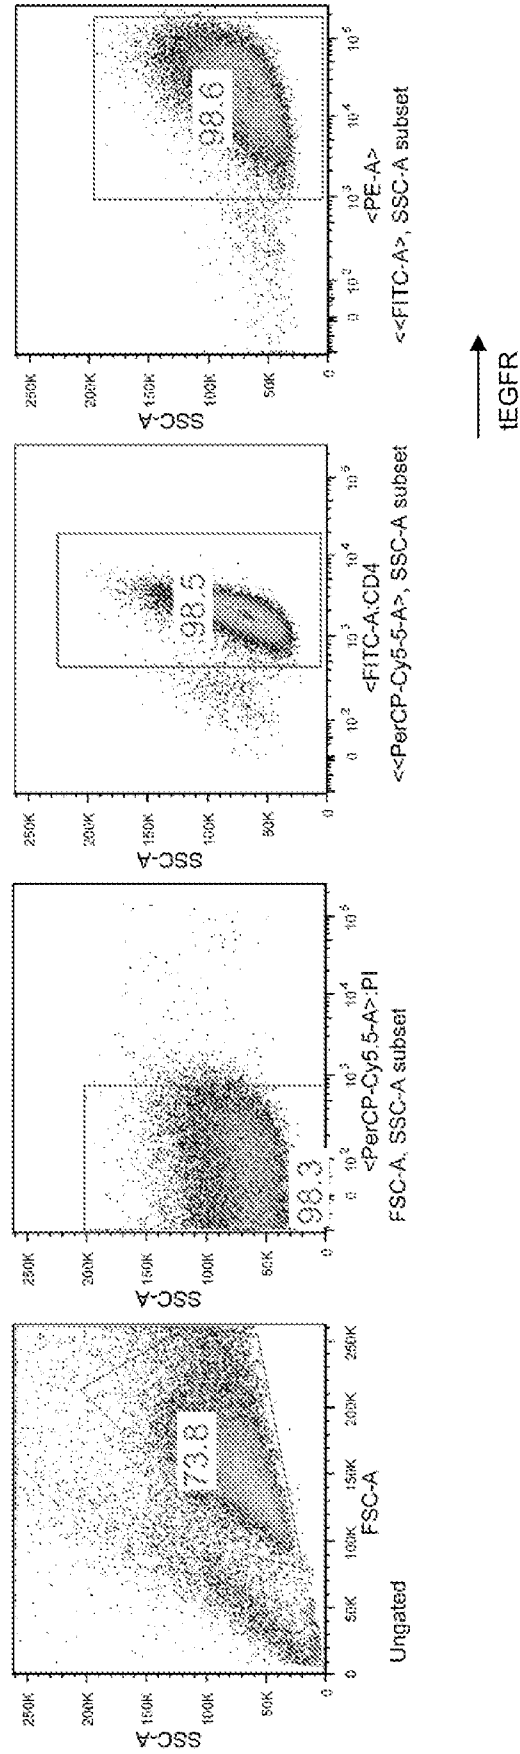 250K
200K
150K
100K
50K
0
SSC-A
73.8
0
50K
100K
150K
200K
250K
FSC-A
Ungated
250K
200K
150K
100K
50K
0
SSC-A
98.3
0
10²
10³
10⁴
10⁵
<PerCP-Cy5.5-A>:PI
FSC-A, SSC-A subset
250K
200K
150K
100K
50K
0
SSC-A
98.5
0
10²
10³
10⁴
10⁵
<FITC-A:CD4
<<PerCP-Cy5-5-A>, SSC-A subset
250K
200K
150K
100K
50K
0
SSC-A
98.6
0
10²
10³
10⁴
10⁵
<PE-A>
<<FITC-A>, SSC-A subset
tEGFR